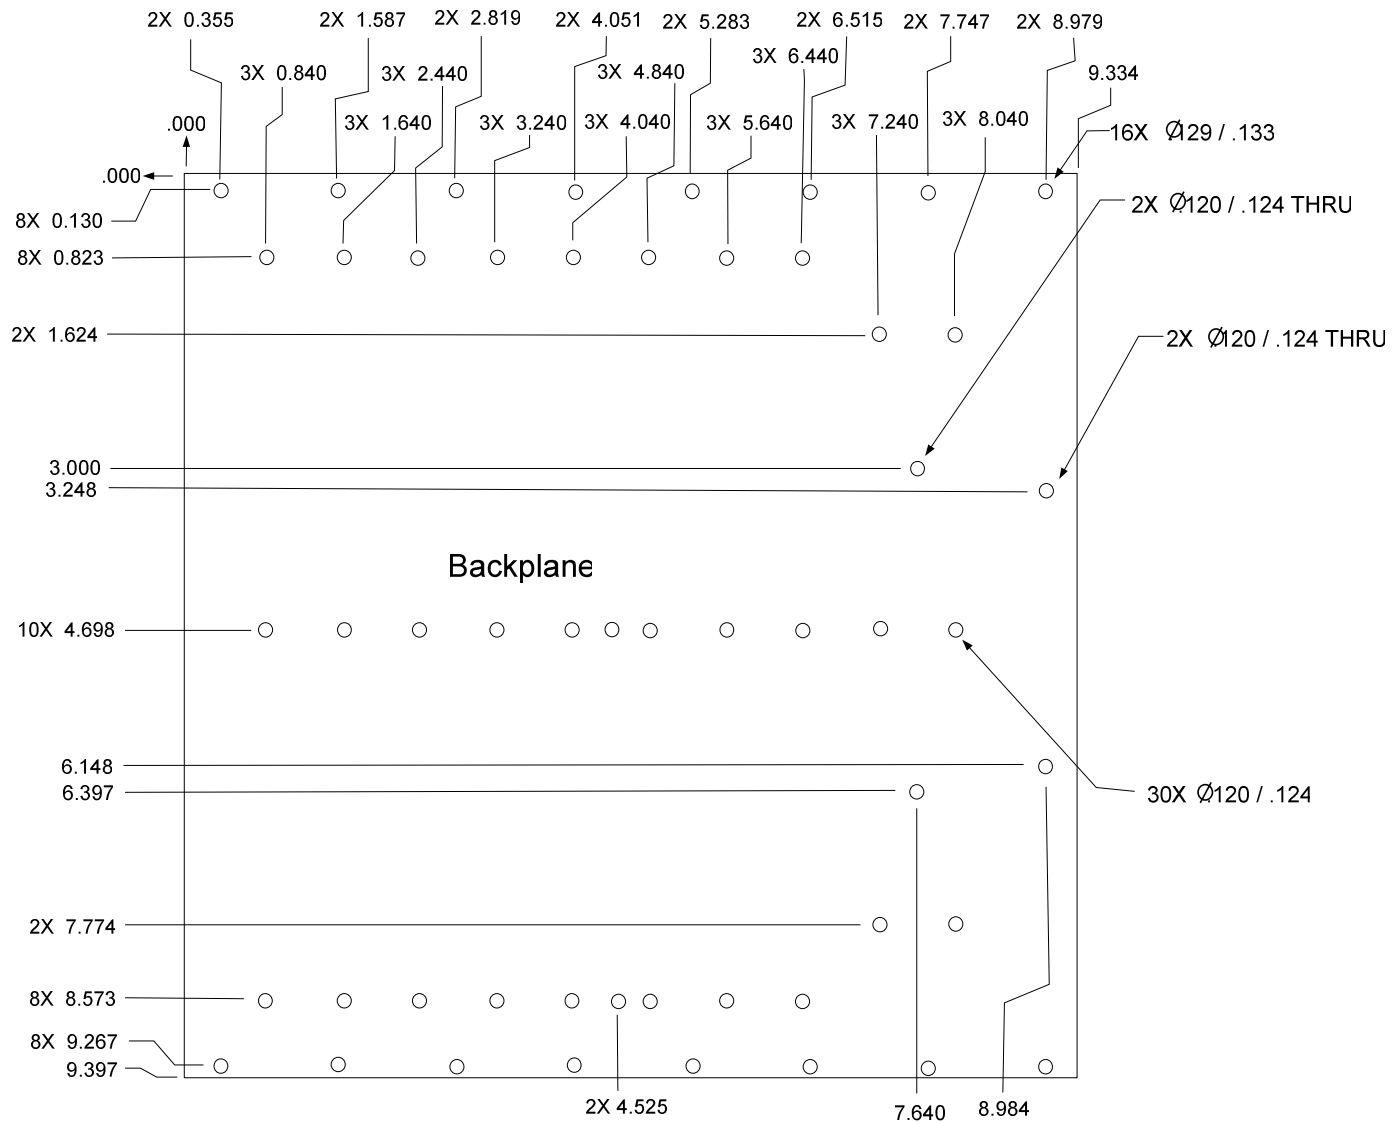 2X 0.355
2X 1.587
2X 2.819
2X 4.051
2X 5.283
2X 6.515
2X 7.747
2X 8.979
3X 0.840
3X 2.440
3X 4.840
3X 6.440
9.334
.000
3X 1.640
3X 3.240
3X 4.040
3X 5.640
3X 7.240
3X 8.040
16X Ø129 / .133
.000
8X 0.130
2X Ø.120 / .124 THRU
8X 0.823
2X 1.624
2X Ø120 / .124 THRU
3.000
3.248
Backplane
10X 4.698
6.148
6.397
30X Ø120 / .124
2X 7.774
8X 8.573
8X 9.267
9.397
2X 4.525
7.640
8.984